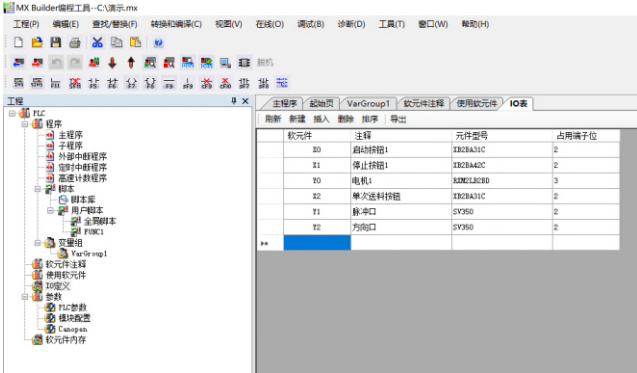 MX Builder编程工具--C:\演示.mx
工程(P) 编辑(E) 查找/替换(F) 转换和编译(C) 视图(V) 在线(O) 调试(B) 诊断(D) 工具(T) 窗口(W) 帮助(H)
脱机
工程
主程序 起始页 VarGroup1 软元件注释 使用软元件 IO表
刷新 新建 插入 删除 排序 导出
PLC
程序
主程序
子程序
外部中断程序
定时中断程序
高速计数程序
脚本
脚本库
用户脚本
全局脚本
FUNC1
变量组
VarGroup1
软元件注释
使用软元件
IO定义
参数
PLC参数
模块配置
Canopen
软元件内存
软元件 注释 元件型号 占用端子位
X0 启动按钮1 XB2BA31C 2
X1 停止按钮1 XB2BA42C 2
Y0 电机1 RXM2LB2BD 3
X2 单次送料按钮 XB2BA31C 2
Y1 脉冲口 SV350 2
Y2 方向口 SV350 2